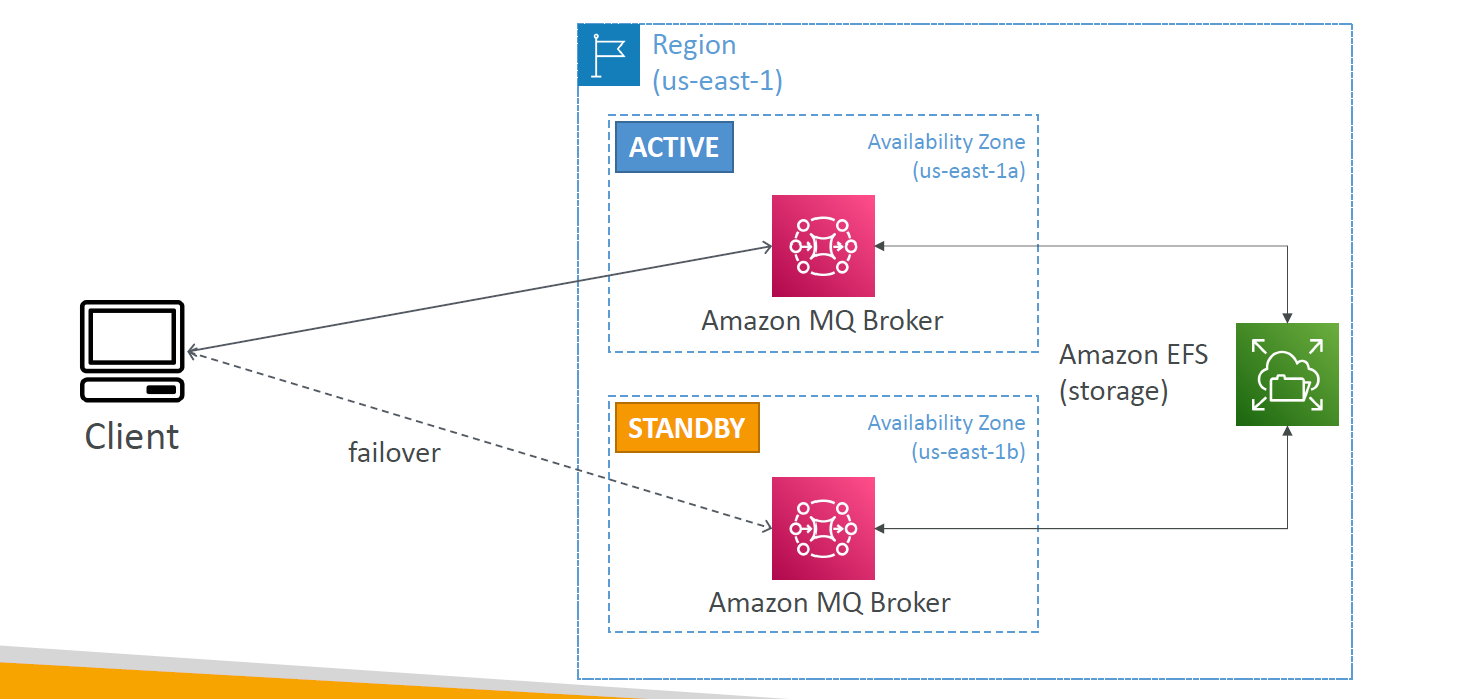 Region
(us-east-1)
ACTIVE
Availability Zone
(us-east-1a)
Amazon MQ Broker
Client
failover
Amazon EFS
(storage)
STANDBY
Availability Zone
(us-east-1b)
Amazon MQ Broker